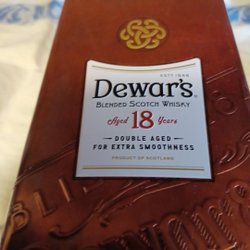 ESTD 1846
Dewar's
BLENDED SCOTCH WHISKY
Aged 18 Years
DOUBLE AGED
FOR EXTRA SMOOTHNESS
PRODUCT OF SCOTLAND